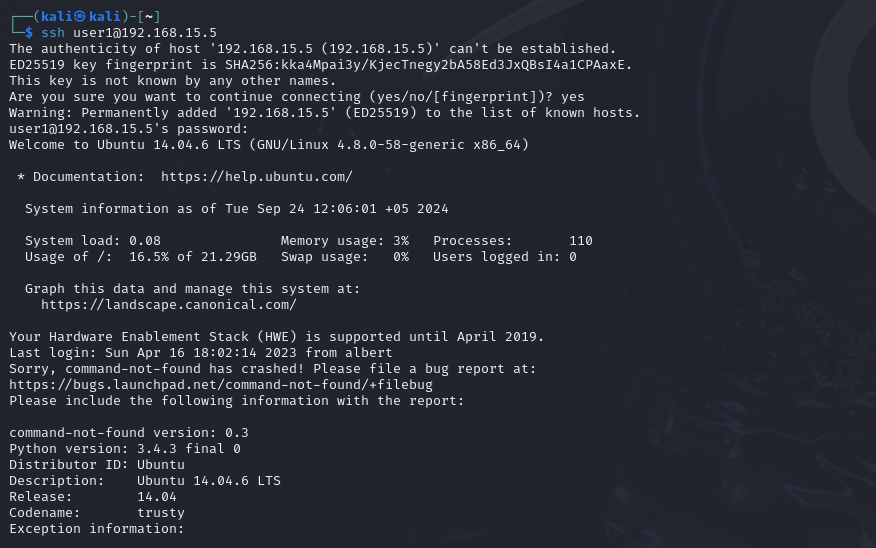 ┌──(kali㉿kali)-[~]
└─$ ssh user1@192.168.15.5
The authenticity of host '192.168.15.5 (192.168.15.5)' can't be established.
ED25519 key fingerprint is SHA256:kka4Mpai3y/KjecTnegy2bA58Ed3JxQBsI4a1CPAaxE.
This key is not known by any other names.
Are you sure you want to continue connecting (yes/no/[fingerprint])? yes
Warning: Permanently added '192.168.15.5' (ED25519) to the list of known hosts.
user1@192.168.15.5's password:
Welcome to Ubuntu 14.04.6 LTS (GNU/Linux 4.8.0-58-generic x86_64)

 * Documentation:  https://help.ubuntu.com/

  System information as of Tue Sep 24 12:06:01 +05 2024

  System load: 0.08               Memory usage: 3%   Processes:       110
  Usage of /:  16.5% of 21.29GB   Swap usage:   0%   Users logged in: 0

  Graph this data and manage this system at:
    https://landscape.canonical.com/

Your Hardware Enablement Stack (HWE) is supported until April 2019.
Last login: Sun Apr 16 18:02:14 2023 from albert
Sorry, command-not-found has crashed! Please file a bug report at:
https://bugs.launchpad.net/command-not-found/+filebug
Please include the following information with the report:

command-not-found version: 0.3
Python version: 3.4.3 final 0
Distributor ID: Ubuntu
Description:    Ubuntu 14.04.6 LTS
Release:        14.04
Codename:       trusty
Exception information: